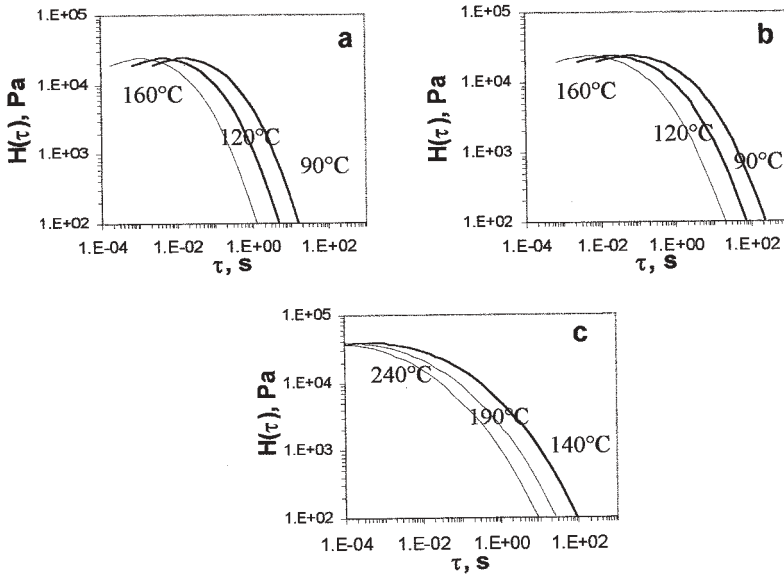 a
1.E+05
1.E+04
1.E+03
1.E+02
H(τ), Pa
160°C
120°C
90°C
1.E-04 1.E-02 1.E+00 1.E+02
τ, s
b
1.E+05
1.E+04
1.E+03
1.E+02
H(τ), Pa
160°C
120°C
90°C
1.E-04 1.E-02 1.E+00 1.E+02
τ, s
c
1.E+05
1.E+04
1.E+03
1.E+02
H(τ), Pa
240°C
190°C
140°C
1.E-04 1.E-02 1.E+00 1.E+02
τ, s